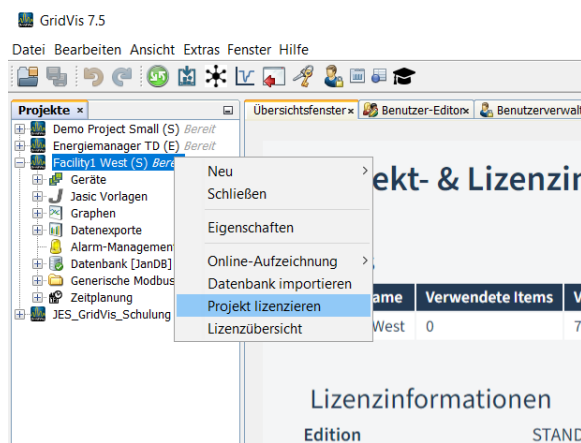 GridVis 7.5
Datei Bearbeiten Ansicht Extras Fenster Hilfe
Projekte
Demo Project Small (S) Bereit
Energiemanager TD (E) Bereit
Facility1 West (S) Bere
Geräte
Jasic Vorlagen
Graphen
Datenexporte
Alarm-Managemen
Datenbank [JanDB]
Generische Modbus
Zeitplanung
JES_GridVis_Schulung
Neu
Schließen
Eigenschaften
Online-Aufzeichnung
Datenbank importieren
Projekt lizenzieren
Lizenzübersicht
Übersichtsfenster Benutzer-Editor Benutzerverwalt
ekt- & Lizenzin
ame Verwendete Items V
West 0 7
Lizenzinformationen
Edition STAND